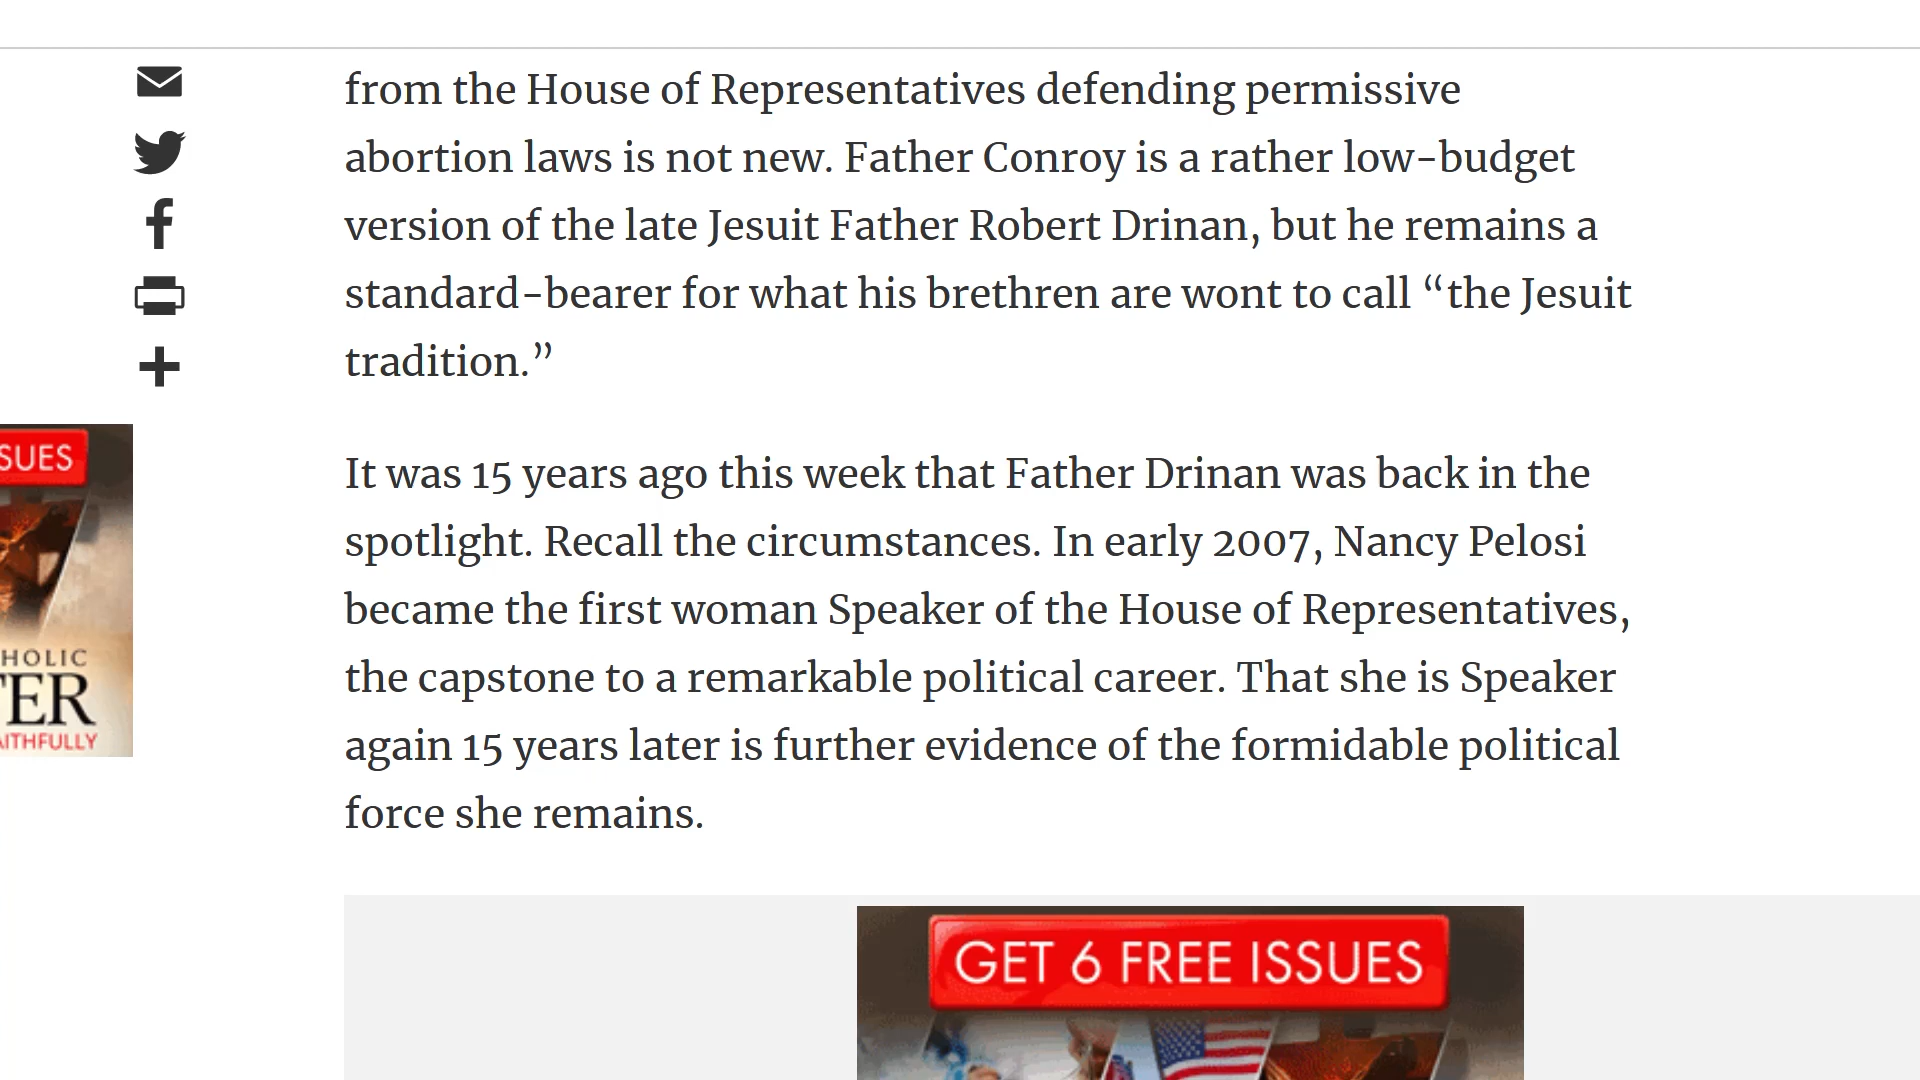 from the House of Representatives defending permissive
abortion laws is not new. Father Conroy is a rather low-budget
version of the late Jesuit Father Robert Drinan, but he remains a
standard-bearer for what his brethren are wont to call “the Jesuit
tradition.”
It was 15 years ago this week that Father Drinan was back in the
spotlight. Recall the circumstances. In early 2007, Nancy Pelosi
became the first woman Speaker of the House of Representatives,
the capstone to a remarkable political career. That she is Speaker
again 15 years later is further evidence of the formidable political
force she remains.
SUES
HOLIC
TER
AITHFULLY
GET 6 FREE ISSUES